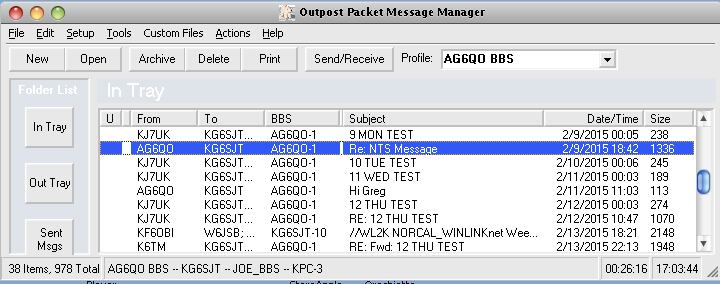 Outpost Packet Message Manager
File Edit Setup Tools Custom Files Actions Help
New Open Archive Delete Print Send/Receive Profile: AG6QO BBS
Folder List In Tray
U From To BBS Subject Date/Time Size
In Tray
Out Tray
Sent
Msgs
KJ7UK KG6SJT... AG6QO-1 9 MON TEST 2/9/2015 00:05 238
AG6QO KG6SJT AG6QO-1 Re: NTS Message 2/9/2015 18:42 1336
KJ7UK KG6SJT... AG6QO-1 10 TUE TEST 2/10/2015 00:06 245
KJ7UK KG6SJT... AG6QO-1 11 WED TEST 2/11/2015 00:03 189
AG6QO KG6SJT AG6QO-1 Hi Greg 2/11/2015 11:03 113
KJ7UK KG6SJT... AG6QO-1 12 THU TEST 2/12/2015 00:03 274
KJ7UK KG6SJT... AG6QO-1 RE: 12 THU TEST 2/12/2015 10:47 1070
KF6OBI W6JSB; ... KG6SJT-10 //WL2K NORCAL_WINLINKnet Wee... 2/13/2015 18:21 2148
K6TM KG6SJT... AG6QO-1 RE: Fwd: 12 THU TEST 2/13/2015 22:13 1948
38 Items, 978 Total AG6QO BBS -- KG6SJT -- JOE_BBS -- KPC-3 00:26:16 17:03:44